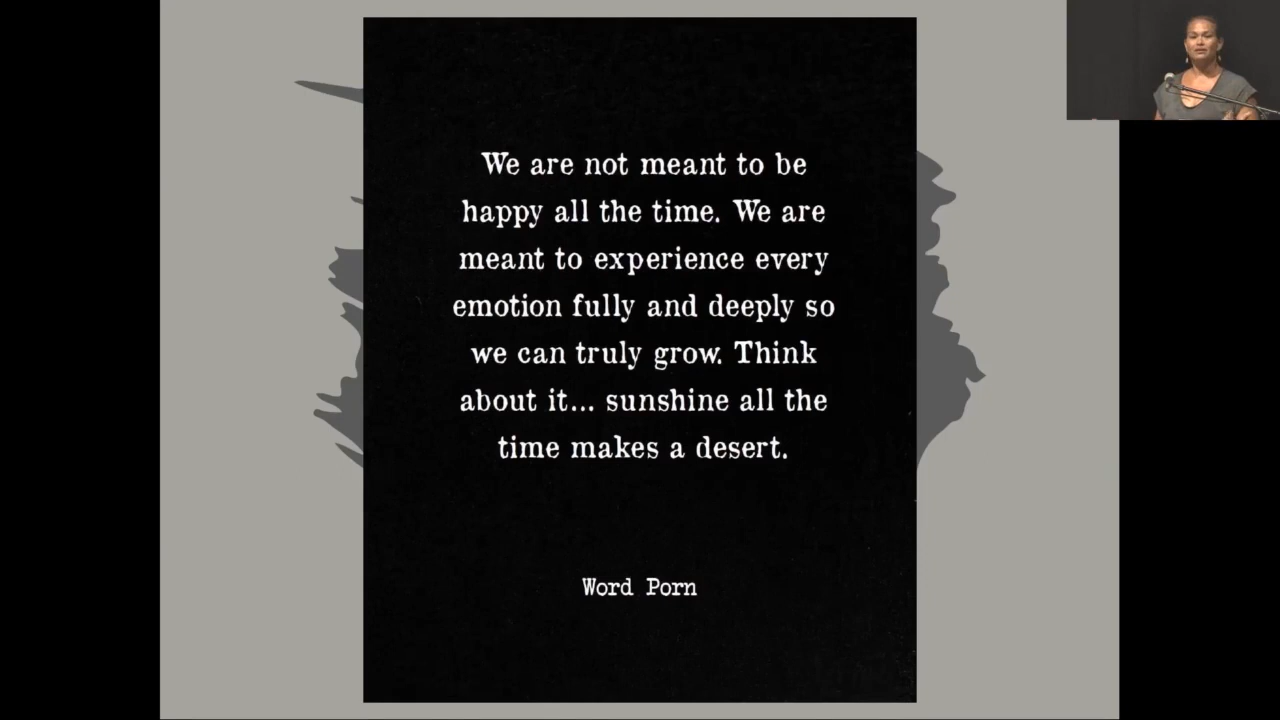 We are not meant to be
happy all the time. We are
meant to experience every
emotion fully and deeply so
we can truly grow. Think
about it... sunshine all the
time makes a desert.
Word Porn